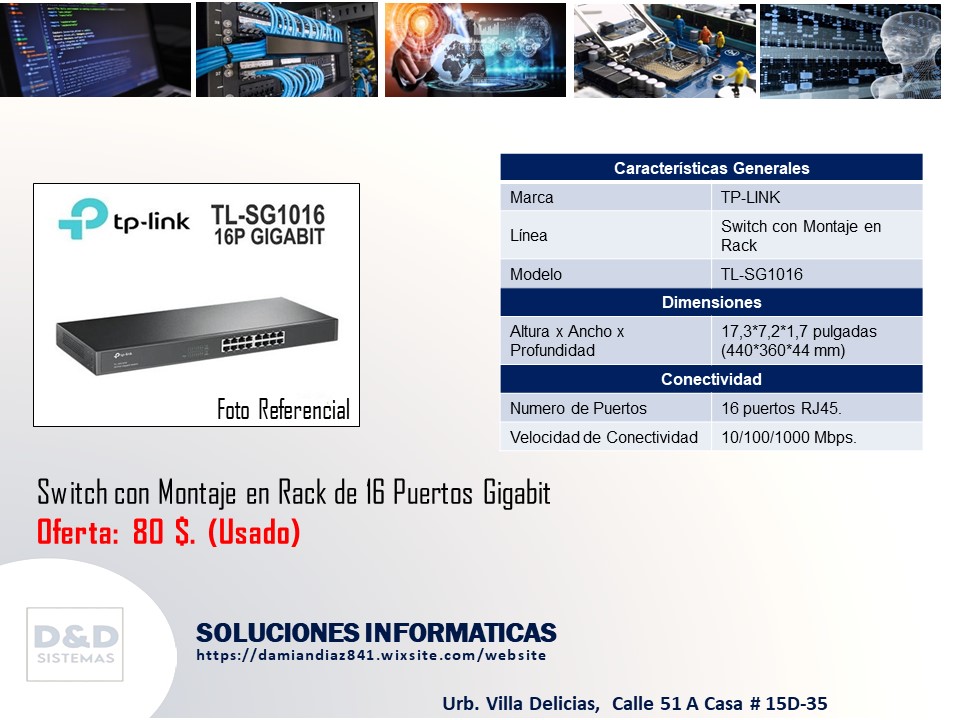 tp-link
TL-SG1016
16P GIGABIT
tp-link
Foto Referencial
Características Generales
Marca TP-LINK
Línea Switch con Montaje en
Rack
Modelo TL-SG1016
Dimensiones
Altura x Ancho x 17,3*7,2*1,7 pulgadas
Profundidad (440*360*44 mm)
Conectividad
Numero de Puertos 16 puertos RJ45.
Velocidad de Conectividad 10/100/1000 Mbps.
Switch con Montaje en Rack de 16 Puertos Gigabit
Oferta: 80 $. (Usado)
D&D
SISTEMAS
SOLUCIONES INFORMATICAS
https://damiandiaz841.wixsite.com/website
Urb. Villa Delicias, Calle 51 A Casa # 15D-35